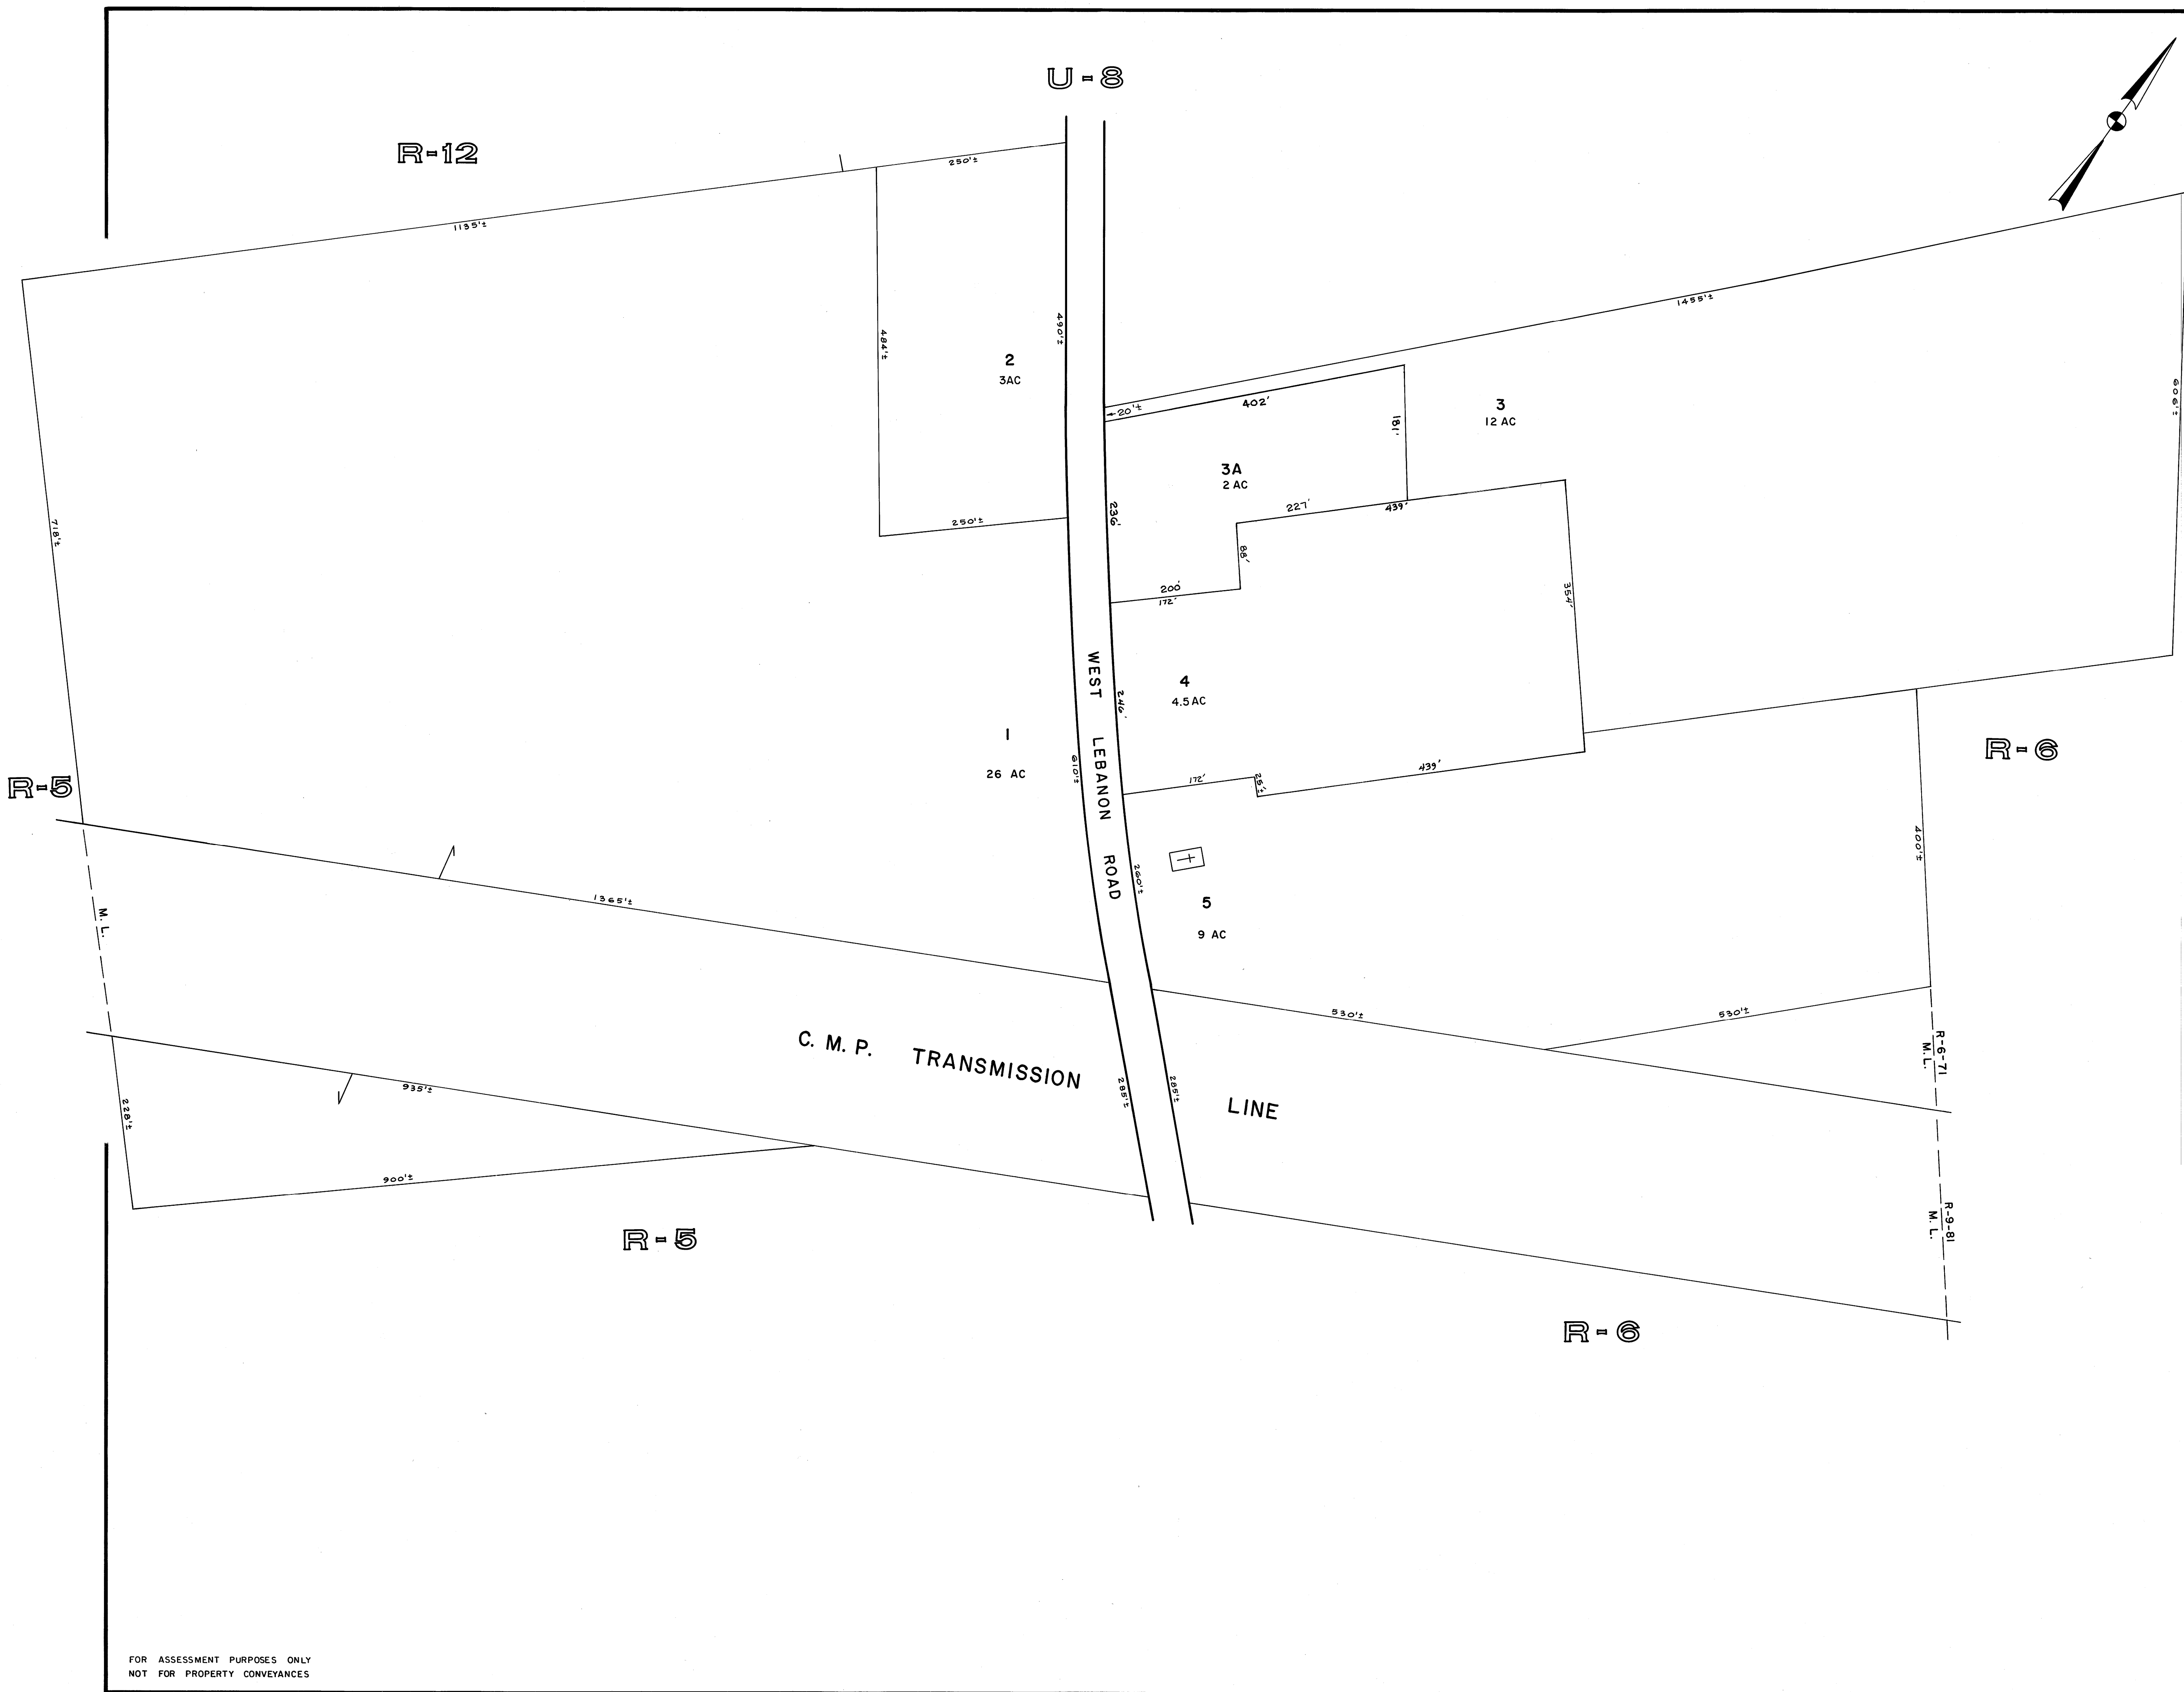 U-8
R-12
250'±
1135'±
1455'±
490'±
484'±
2
3AC
20'±
402'
181'
3
12 AC
606'±
3A
2 AC
236'
227'
439'
250'±
718'±
88'
200'
172'
354'
WEST LEBANON ROAD
4
4.5 AC
246'
1
26 AC
610'±
172'
25'±
439'
R-5
R-6
400'±
260'±
5
9 AC
1365'±
M. L.
530'±
530'±
C. M. P. TRANSMISSION LINE
R-6-71
M. L.
935'±
285'±
285'±
228'±
900'±
R-5
R-9-81
M. L.
R-6
FOR ASSESSMENT PURPOSES ONLY
NOT FOR PROPERTY CONVEYANCES